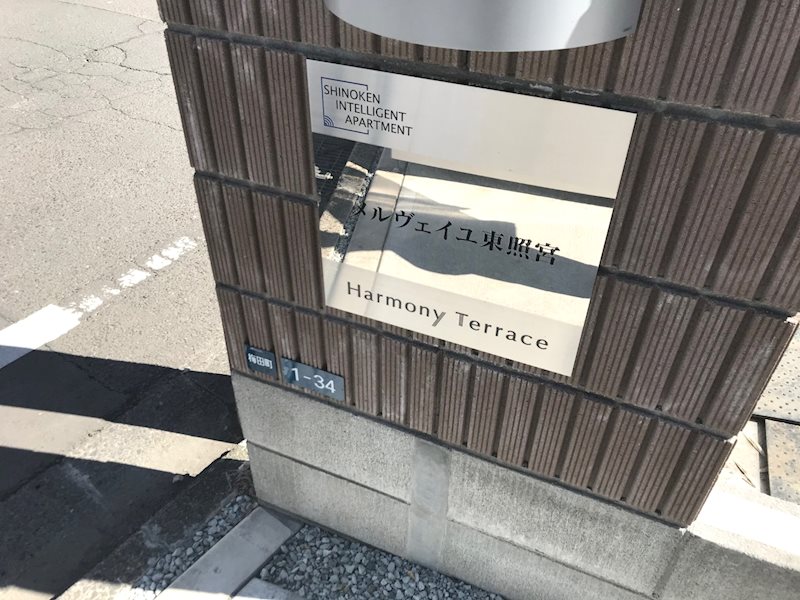 SHINOKEN
INTELLIGENT
APARTMENT
メルヴェイユ東照宮
Harmony Terrace
梅田町
1-34